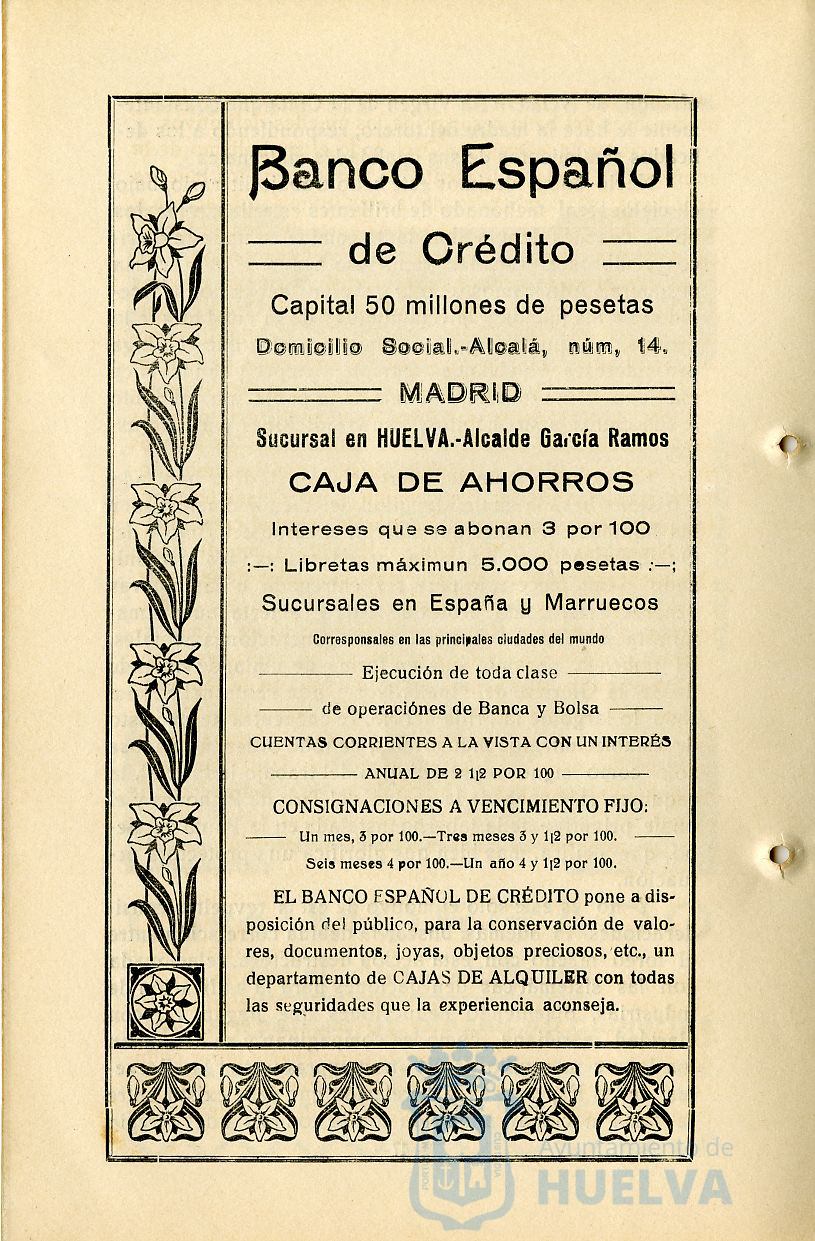 Banco Español
de Crédito
Capital 50 millones de pesetas
Domicilio Social.-Alcalá, núm, 14.
MADRID
Sucursal en HUELVA.-Alcalde García Ramos
CAJA DE AHORROS
Intereses que se abonan 3 por 100
:—: Libretas máximun 5.000 pesetas :—;
Sucursales en España y Marruecos
Corresponsales en las principales ciudades del mundo
Ejecución de toda clase
de operaciónes de Banca y Bolsa
CUENTAS CORRIENTES A LA VISTA CON UN INTERÉS
ANUAL DE 2 1|2 POR 100
CONSIGNACIONES A VENCIMIENTO FIJO:
Un mes, 3 por 100.—Tres meses 3 y 1|2 por 100.
Seis meses 4 por 100.—Un año 4 y 1|2 por 100.
EL BANCO ESPAÑOL DE CRÉDITO pone a dis-
posición del público, para la conservación de valo-
res, documentos, joyas, objetos preciosos, etc., un
departamento de CAJAS DE ALQUILER con todas
las seguridades que la experiencia aconseja.
Ayuntamiento de
HUELVA